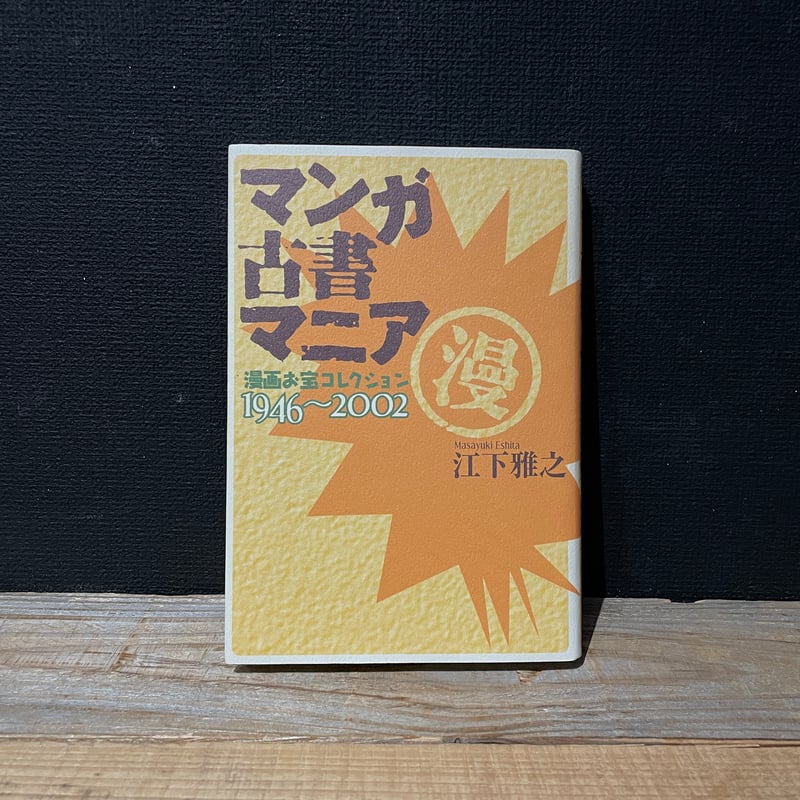 マンガ
古書
マニア
漫画お宝コレクション
1946〜2002
漫
Masayuki Eshita
江下雅之